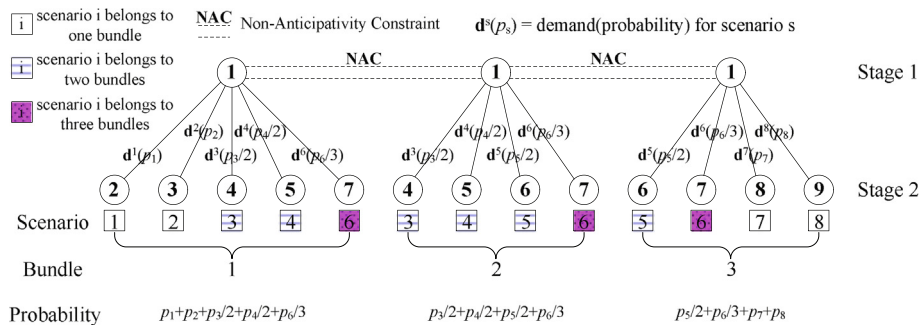 i scenario i belongs to one bundle
NAC Non-Anticipativity Constraint
d^s(p_s) = demand(probability) for scenario s
i scenario i belongs to two bundles
i scenario i belongs to three bundles
NAC NAC
1 1 1 Stage 1
d^1(p_1) d^2(p_2) d^3(p_3/2) d^4(p_4/2) d^6(p_6/3)
d^3(p_3/2) d^4(p_4/2) d^5(p_5/2) d^6(p_6/3)
d^5(p_5/2) d^6(p_6/3) d^7(p_7) d^8(p_8)
2 3 4 5 7 4 5 6 7 6 7 8 9 Stage 2
Scenario 1 2 3 4 6 3 4 5 6 5 6 7 8
Bundle 1 2 3
Probability p_1+p_2+p_3/2+p_4/2+p_6/3 p_3/2+p_4/2+p_5/2+p_6/3 p_5/2+p_6/3+p_7+p_8